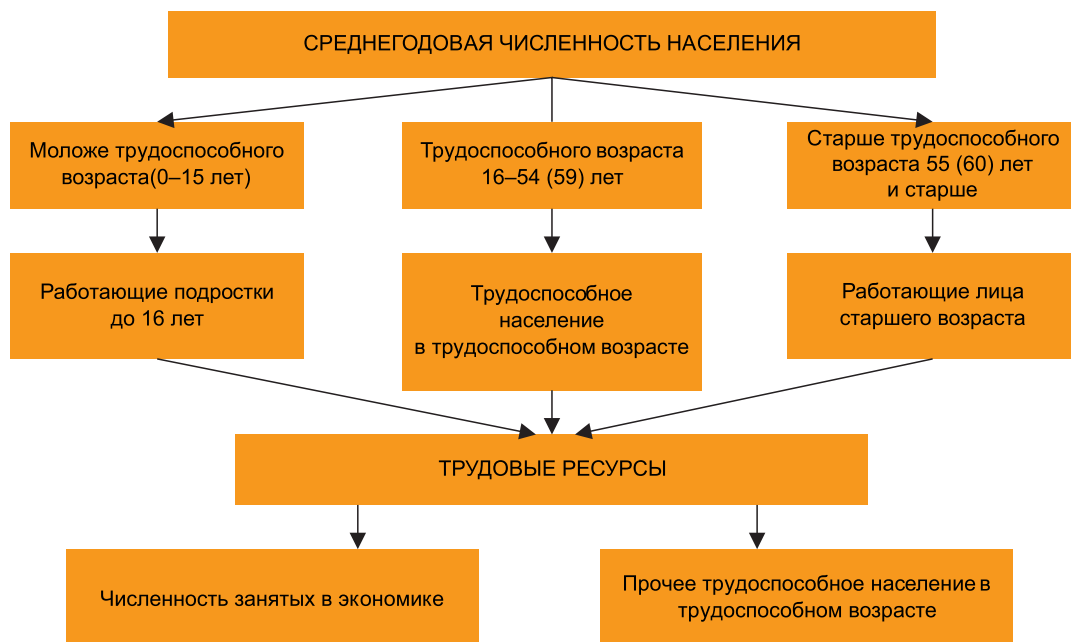 СРЕДНЕГОДОВАЯ ЧИСЛЕННОСТЬ НАСЕЛЕНИЯ
Моложе трудоспособного
возраста(0–15 лет)
Трудоспособного возраста
16–54 (59) лет
Старше трудоспособного
возраста 55 (60) лет
и старше
Работающие подростки
до 16 лет
Трудоспособное
население
в трудоспособном возрасте
Работающие лица
старшего возраста
ТРУДОВЫЕ РЕСУРСЫ
Численность занятых в экономике
Прочее трудоспособное население в
трудоспособном возрасте